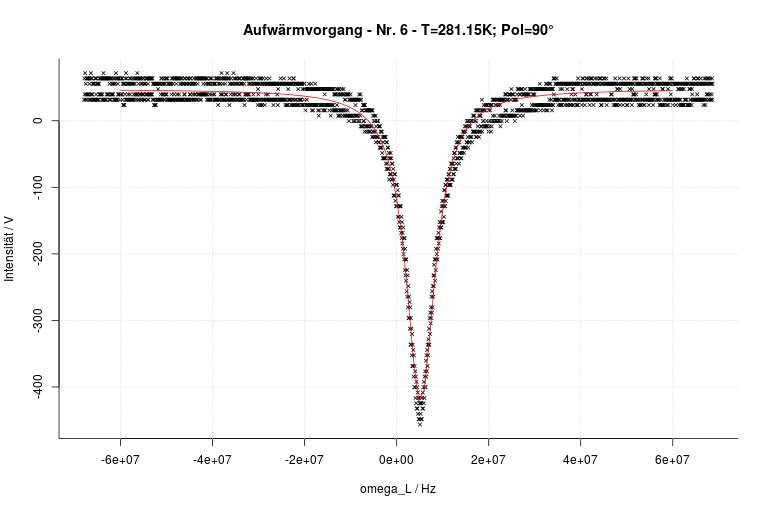 Aufwärmvorgang - Nr. 6 - T=281.15K; Pol=90°
Intensität / V
0
-100
-200
-300
-400
-6e+07 -4e+07 -2e+07 0e+00 2e+07 4e+07 6e+07
omega_L / Hz